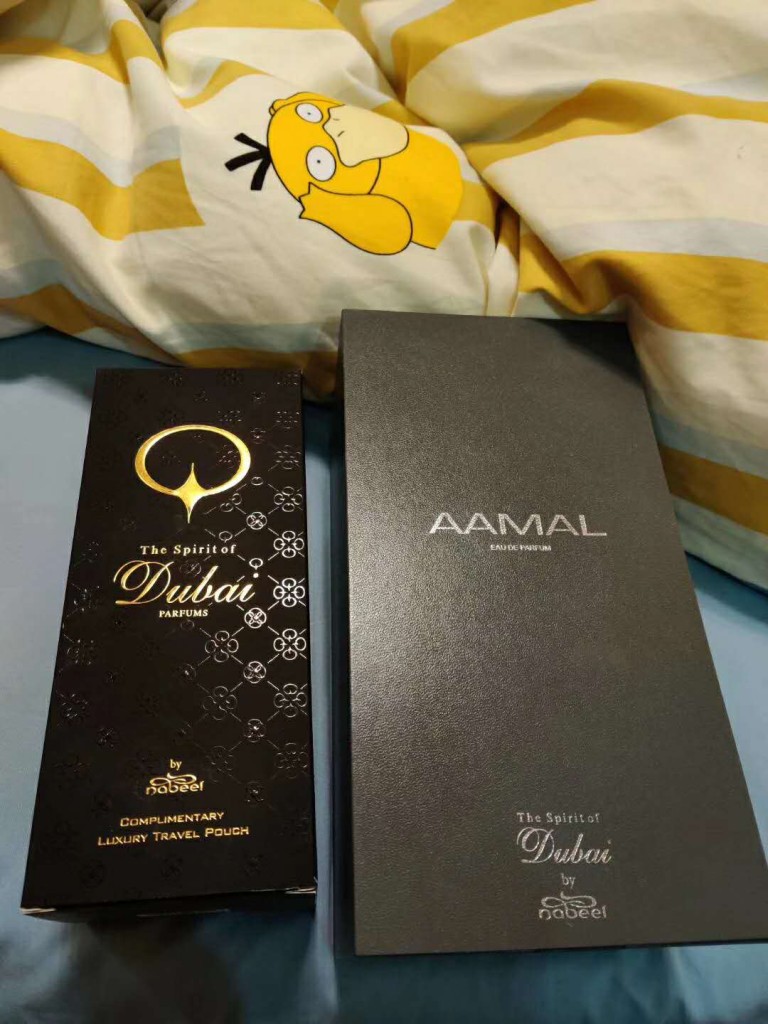 The Spirit of
Dubai
PARFUMS
by
nabeel
COMPLIMENTARY
LUXURY TRAVEL POUCH
AAMAL
EAU DE PARFUM
The Spirit of
Dubai
by
nabeel